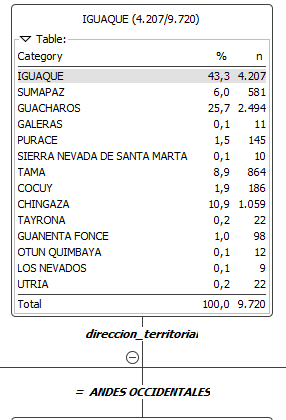 IGUAQUE (4.207/9.720)
Table:
Category % n
IGUAQUE 43,3 4.207
SUMAPAZ 6,0 581
GUACHAROS 25,7 2.494
GALERAS 0,1 11
PURACE 1,5 145
SIERRA NEVADA DE SANTA MARTA 0,1 10
TAMA 8,9 864
COCUY 1,9 186
CHINGAZA 10,9 1.059
TAYRONA 0,2 22
GUANENTA FONCE 1,0 98
OTUN QUIMBAYA 0,1 12
LOS NEVADOS 0,1 9
UTRIA 0,2 22
Total 100,0 9.720
direccion_territorial
= ANDES OCCIDENTALES